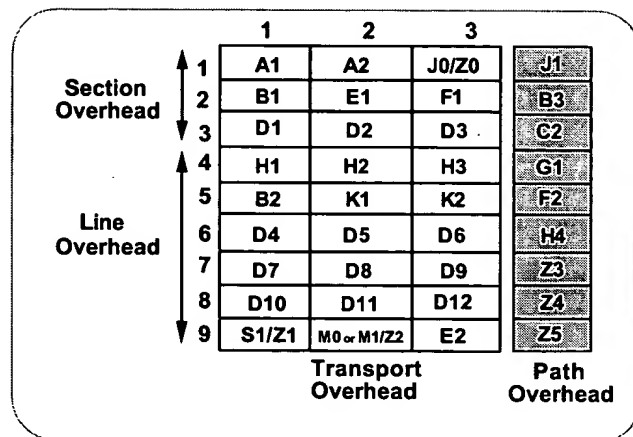 1 2 3
Section
Overhead
1 A1 A2 J0/Z0 J1
2 B1 E1 F1 B3
3 D1 D2 D3 C2
Line
Overhead
4 H1 H2 H3 G1
5 B2 K1 K2 F2
6 D4 D5 D6 H4
7 D7 D8 D9 Z3
8 D10 D11 D12 Z4
9 S1/Z1 M0 or M1/Z2 E2 Z5
Transport
Overhead
Path
Overhead